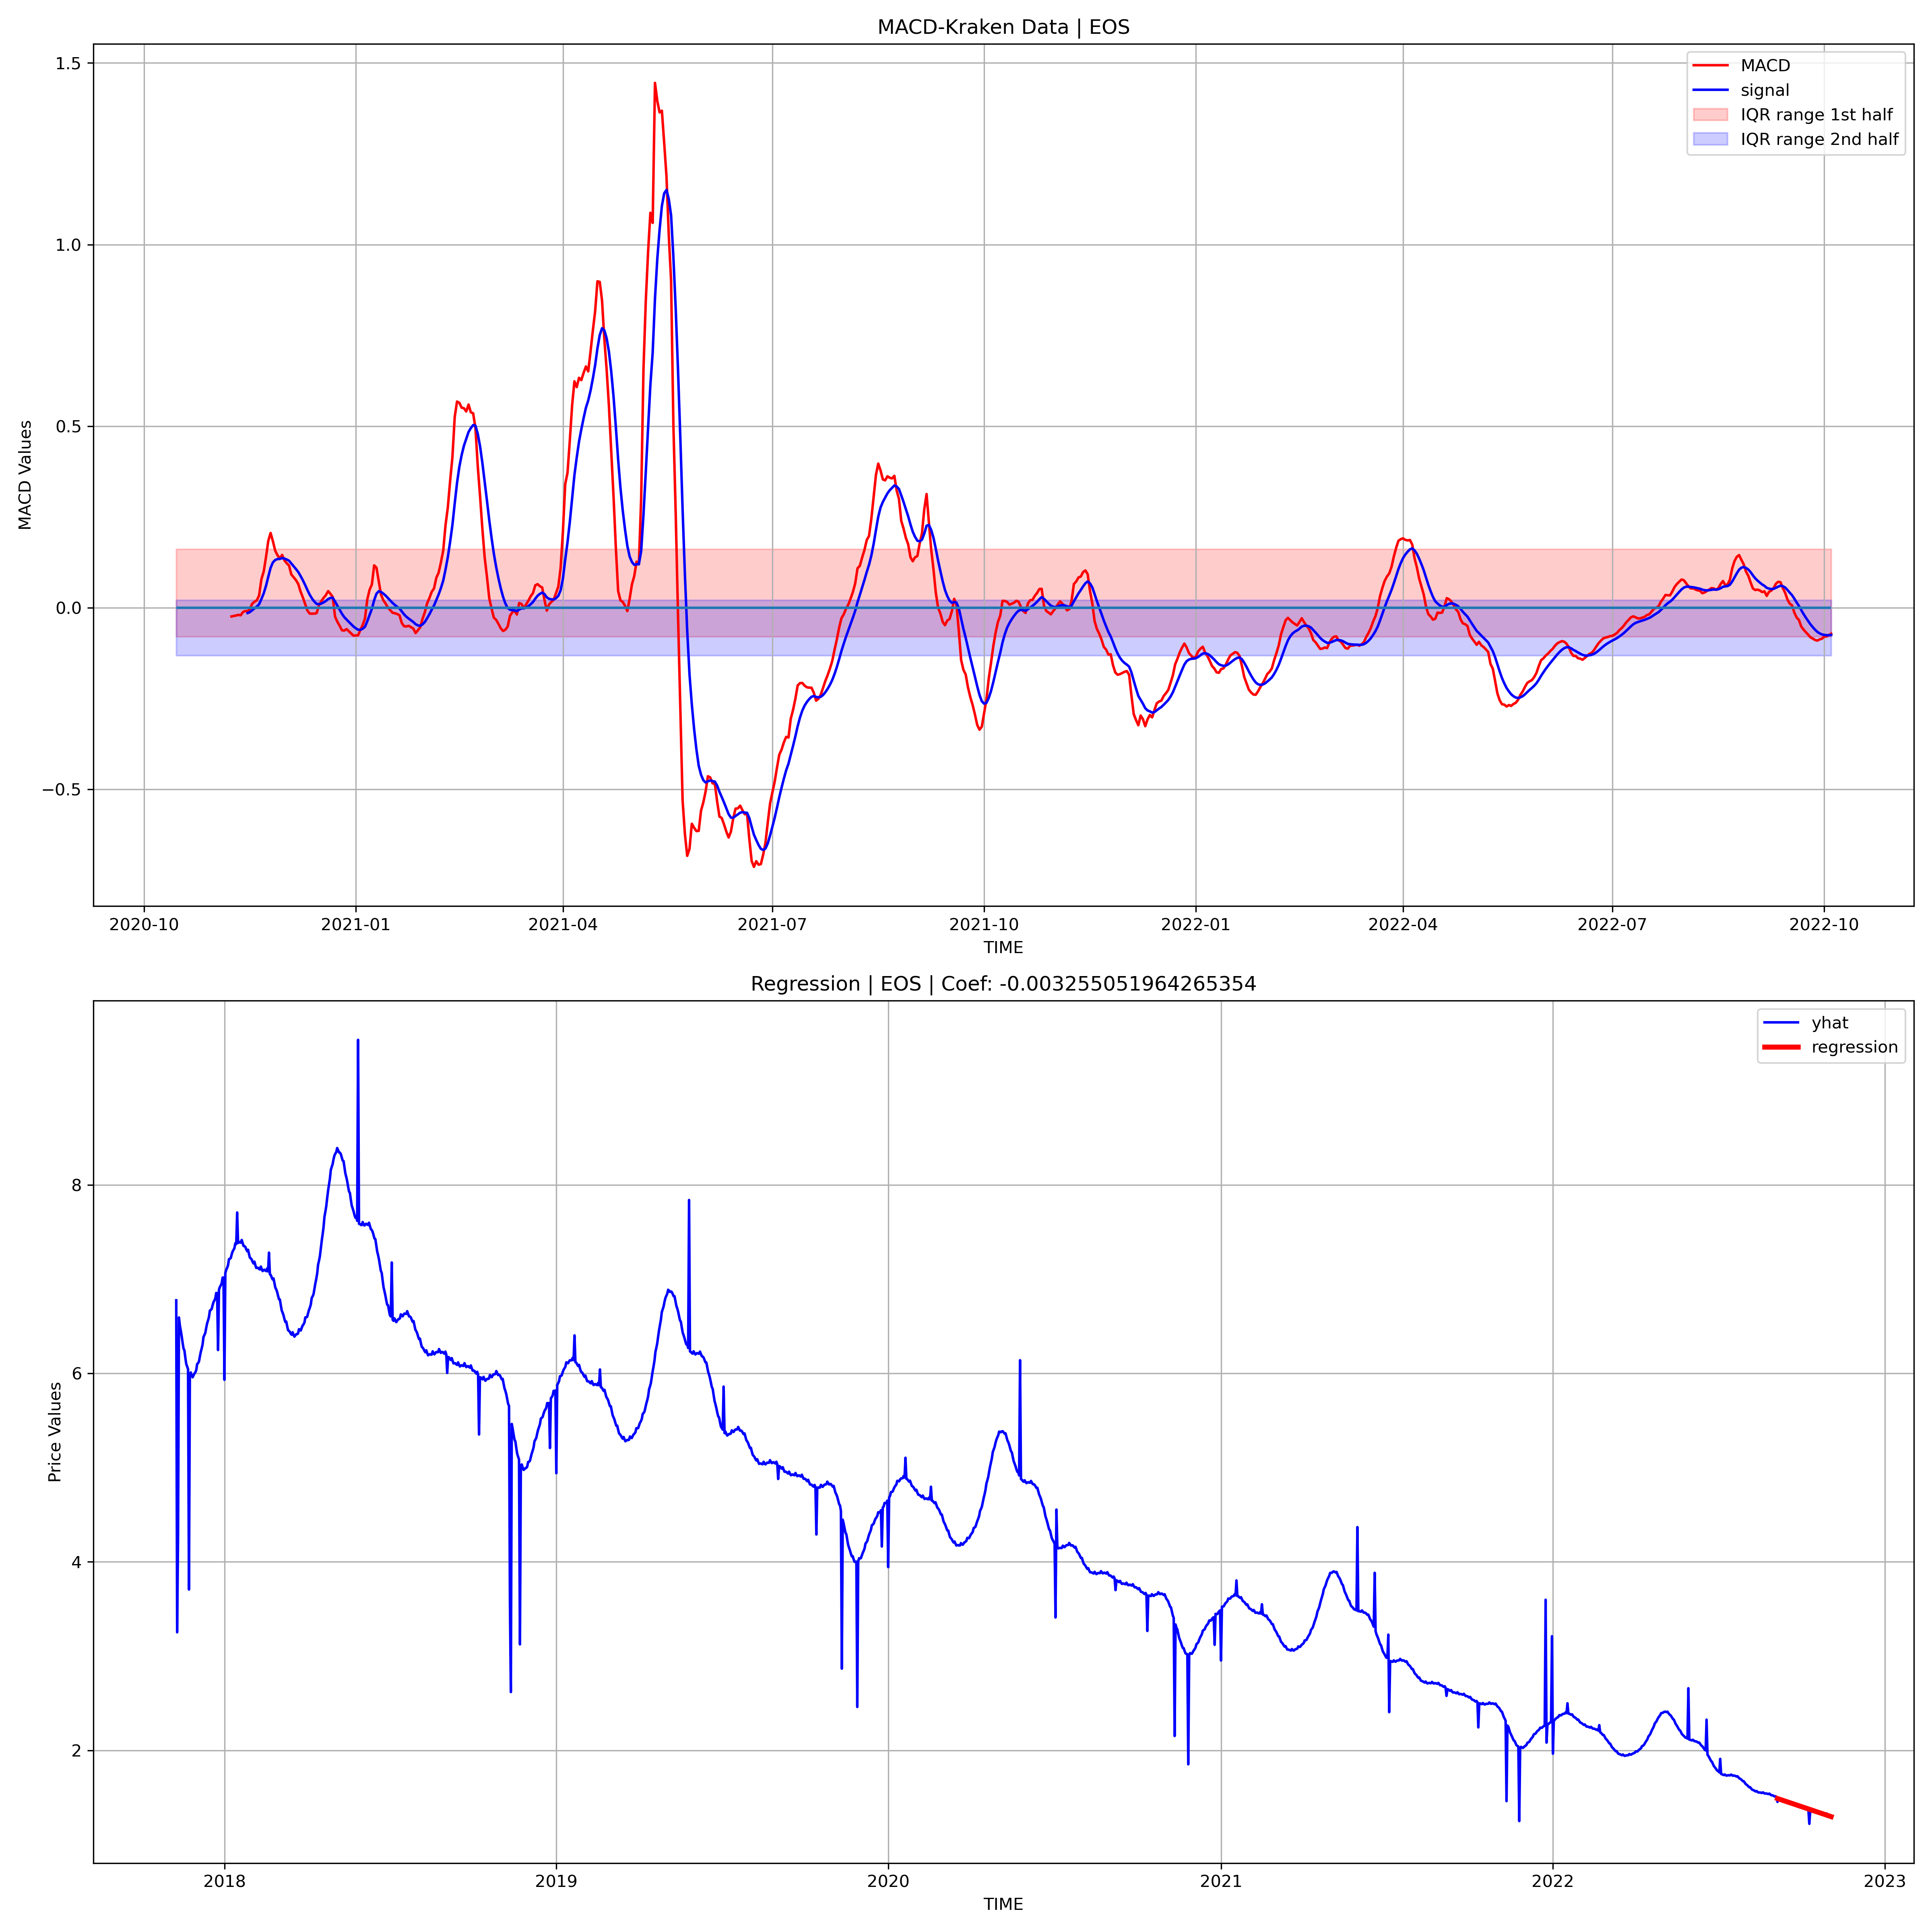 MACD-Kraken Data | EOS
MACD
signal
IQR range 1st half
IQR range 2nd half
1.5
1.0
0.5
0.0
−0.5
MACD Values
2020-10 2021-01 2021-04 2021-07 2021-10 2022-01 2022-04 2022-07 2022-10
TIME
Regression | EOS | Coef: -0.003255051964265354
yhat
regression
8
6
4
2
Price Values
2018 2019 2020 2021 2022 2023
TIME